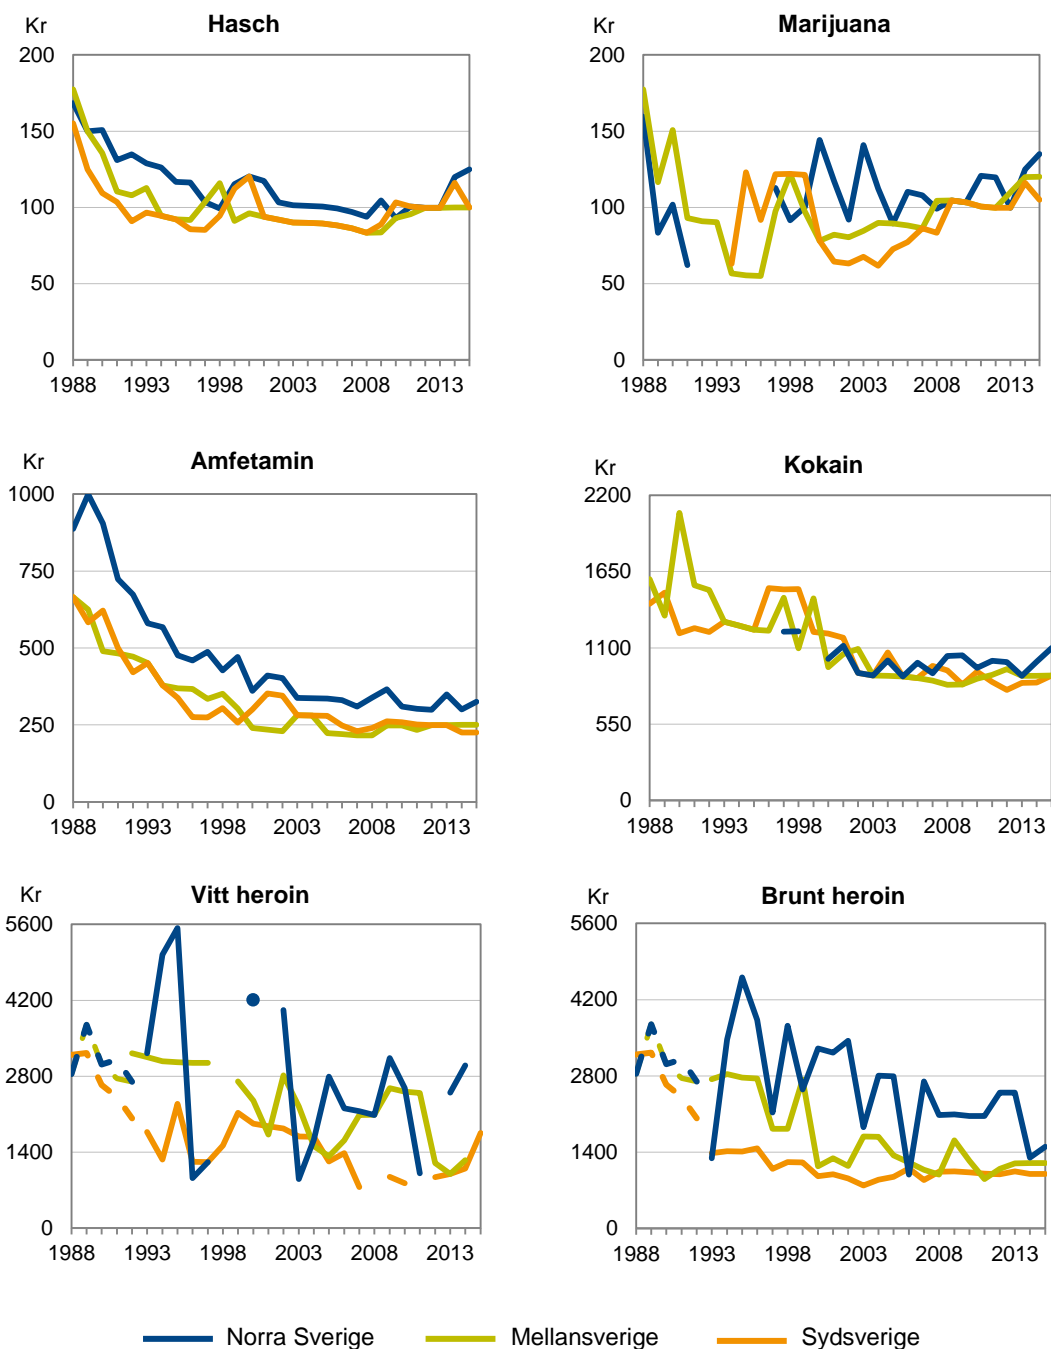 Hasch
Kr
200
150
100
50
0
1988 1993 1998 2003 2008 2013
Marijuana
Kr
200
150
100
50
0
1988 1993 1998 2003 2008 2013
Amfetamin
Kr
1000
750
500
250
0
1988 1993 1998 2003 2008 2013
Kokain
Kr
2200
1650
1100
550
0
1988 1993 1998 2003 2008 2013
Vitt heroin
Kr
5600
4200
2800
1400
0
1988 1993 1998 2003 2008 2013
Brunt heroin
Kr
5600
4200
2800
1400
0
1988 1993 1998 2003 2008 2013
Norra Sverige Mellansverige Sydsverige